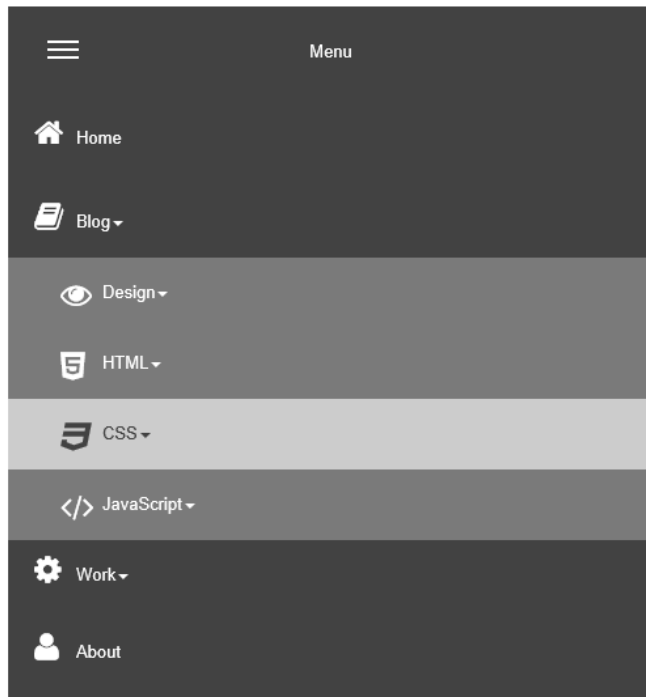 Menu
Home
Blog
Design
HTML
CSS
JavaScript
Work
About